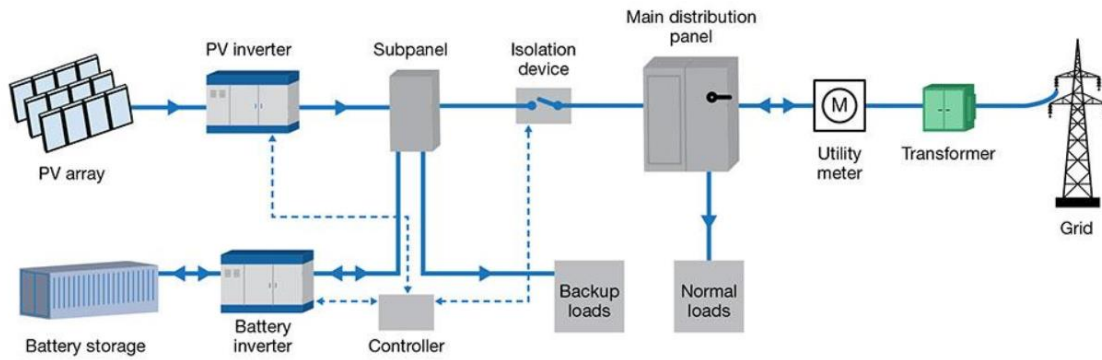 PV inverter
Subpanel
Isolation
device
Main distribution
panel
PV array
M
Utility
meter
Transformer
Grid
Battery storage
Battery
inverter
Controller
Backup
loads
Normal
loads